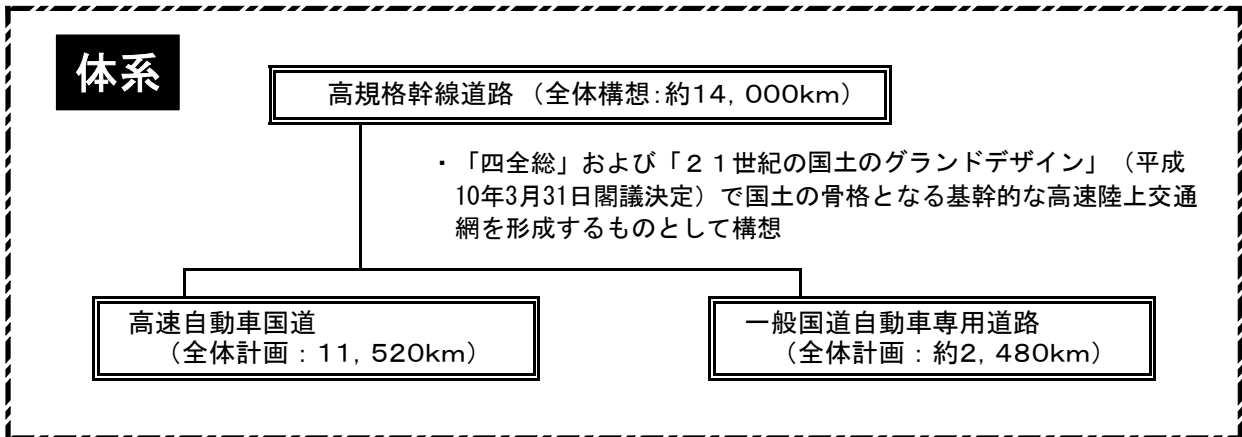 体系
高規格幹線道路（全体構想：約14，000km）
・「四全総」および「２１世紀の国土のグランドデザイン」（平成
10年3月31日閣議決定）で国土の骨格となる基幹的な高速陸上交通
網を形成するものとして構想
高速自動車国道
（全体計画：11，520km）
一般国道自動車専用道路
（全体計画：約2，480km）